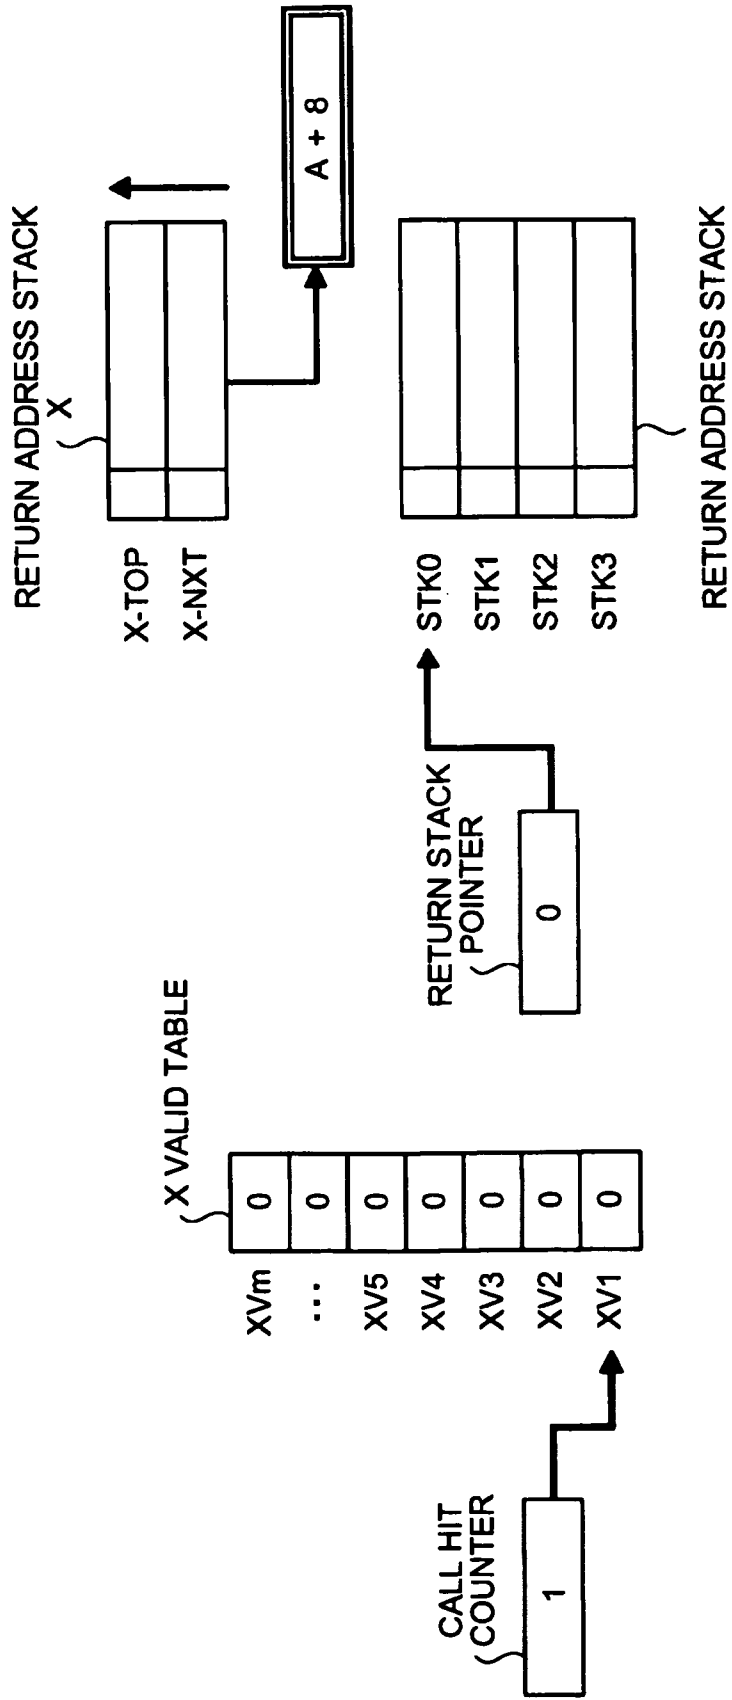 CALL HIT
COUNTER
1
X VALID TABLE
XVm 0
... 0
XV5 0
XV4 0
XV3 0
XV2 0
XV1 0
RETURN STACK
POINTER
0
RETURN ADDRESS STACK
X
X-TOP
X-NXT
A + 8
STK0
STK1
STK2
STK3
RETURN ADDRESS STACK